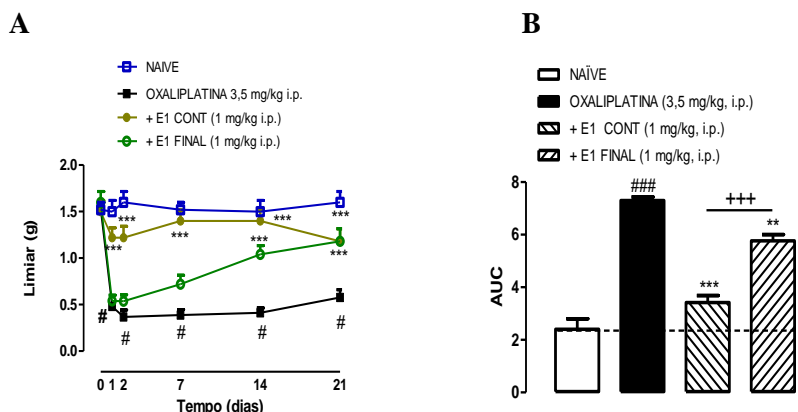 A
NAIVE
OXALIPLATINA 3,5 mg/kg i.p.
+ E1 CONT (1 mg/kg i.p.)
+ E1 FINAL (1 mg/kg i.p.)
Limiar (g)
2.0
1.5
1.0
0.5
0.0
***
***
***
***
***
***
***
#
#
#
#
#
0 1 2 7 14 21
Tempo (dias)
B
NAÏVE
OXALIPLATINA (3,5 mg/kg, i.p.)
+ E1 CONT (1 mg/kg, i.p.)
+ E1 FINAL (1 mg/kg, i.p.)
AUC
8
6
4
2
0
###
+++
**
***